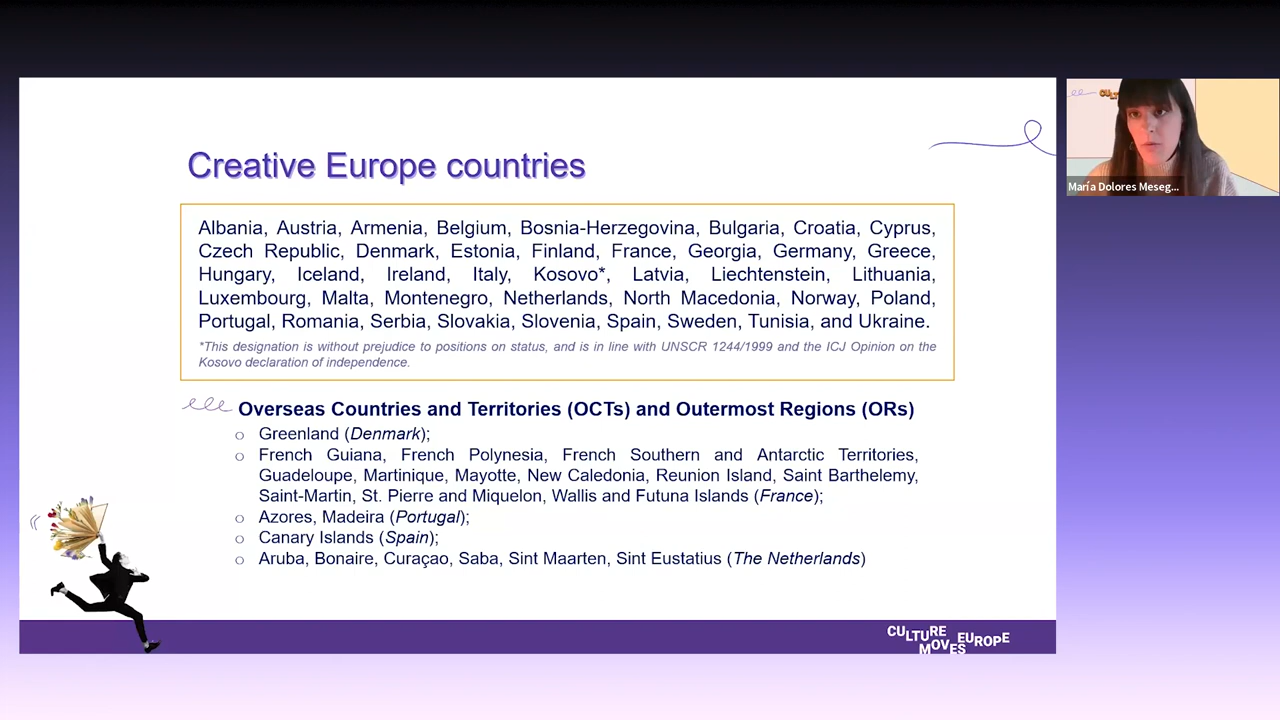 Creative Europe countries
Albania, Austria, Armenia, Belgium, Bosnia-Herzegovina, Bulgaria, Croatia, Cyprus,
Czech Republic, Denmark, Estonia, Finland, France, Georgia, Germany, Greece,
Hungary, Iceland, Ireland, Italy, Kosovo*, Latvia, Liechtenstein, Lithuania,
Luxembourg, Malta, Montenegro, Netherlands, North Macedonia, Norway, Poland,
Portugal, Romania, Serbia, Slovakia, Slovenia, Spain, Sweden, Tunisia, and Ukraine.
*This designation is without prejudice to positions on status, and is in line with UNSCR 1244/1999 and the ICJ Opinion on the
Kosovo declaration of independence.
Overseas Countries and Territories (OCTs) and Outermost Regions (ORs)
Greenland (Denmark);
French Guiana, French Polynesia, French Southern and Antarctic Territories,
Guadeloupe, Martinique, Mayotte, New Caledonia, Reunion Island, Saint Barthelemy,
Saint-Martin, St. Pierre and Miquelon, Wallis and Futuna Islands (France);
Azores, Madeira (Portugal);
Canary Islands (Spain);
Aruba, Bonaire, Curaçao, Saba, Sint Maarten, Sint Eustatius (The Netherlands)
CULTURE
MOVES EUROPE
María Dolores Meseg...